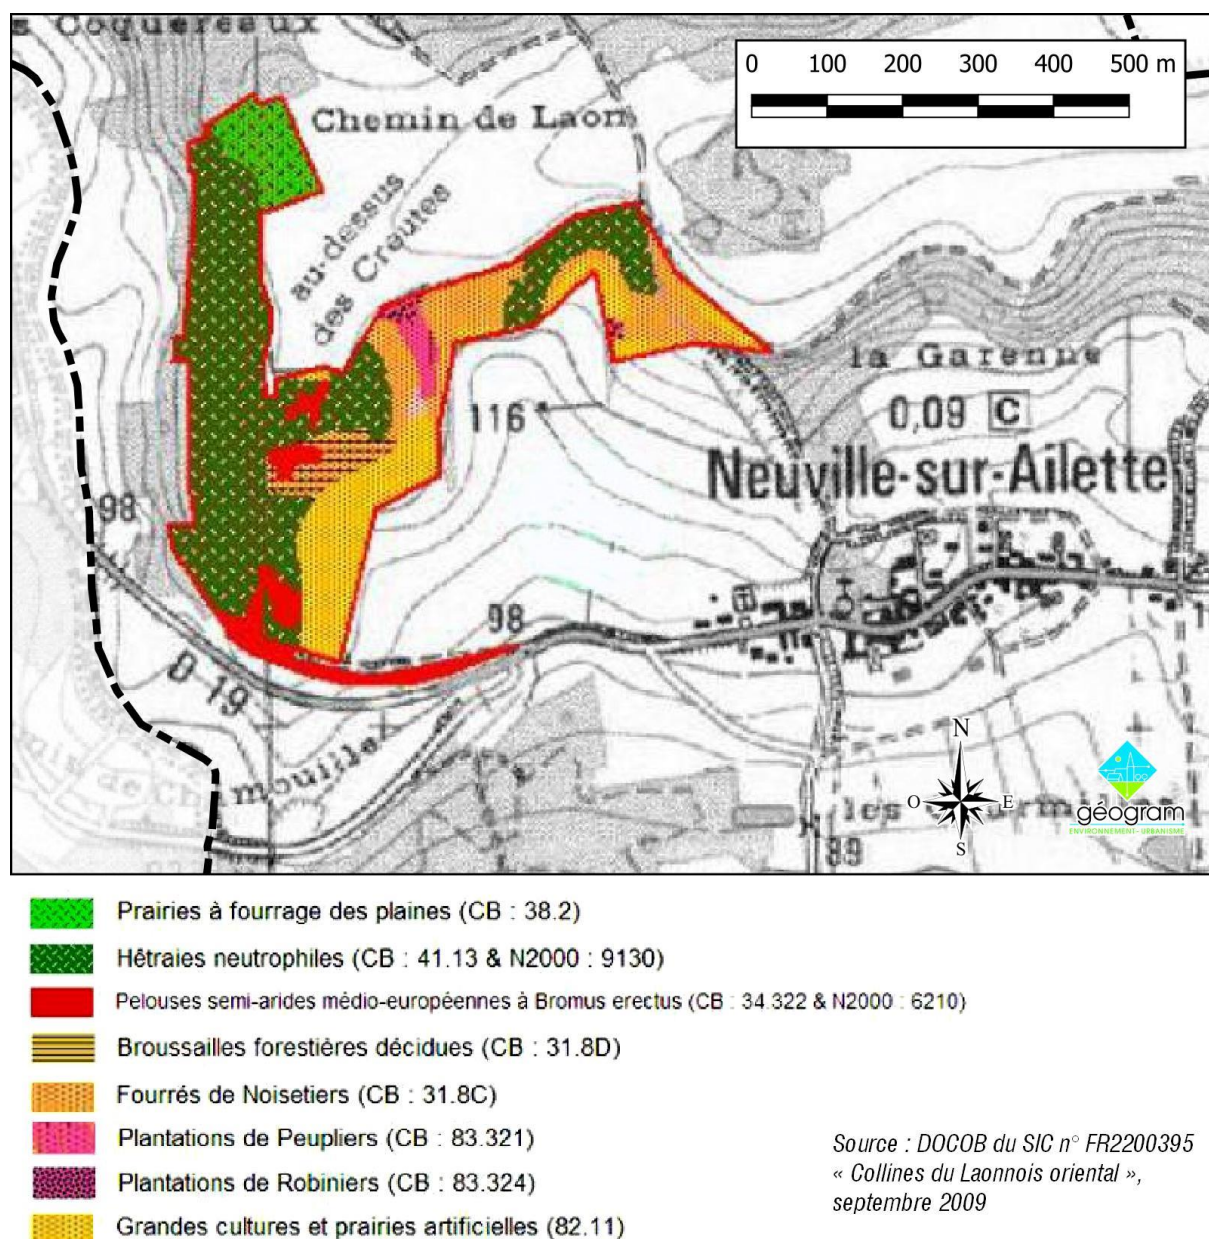 s Coquereaux
0 100 200 300 400 500 m
Chemin de Laon
au-dessus
des Creutes
la Garenne
116
0,09 C
Neuville-sur-Ailette
98
98
D 19
mouille
N
O E
S
les
99
géogram
ENVIRONNEMENT - URBANISME
Prairies à fourrage des plaines (CB : 38.2)
Hêtraies neutrophiles (CB : 41.13 & N2000 : 9130)
Pelouses semi-arides médio-européennes à Bromus erectus (CB : 34.322 & N2000 : 6210)
Broussailles forestières décidues (CB : 31.8D)
Fourrés de Noisetiers (CB : 31.8C)
Plantations de Peupliers (CB : 83.321)
Plantations de Robiniers (CB : 83.324)
Grandes cultures et prairies artificielles (82.11)
Source : DOCOB du SIC n° FR2200395
« Collines du Laonnois oriental »,
septembre 2009